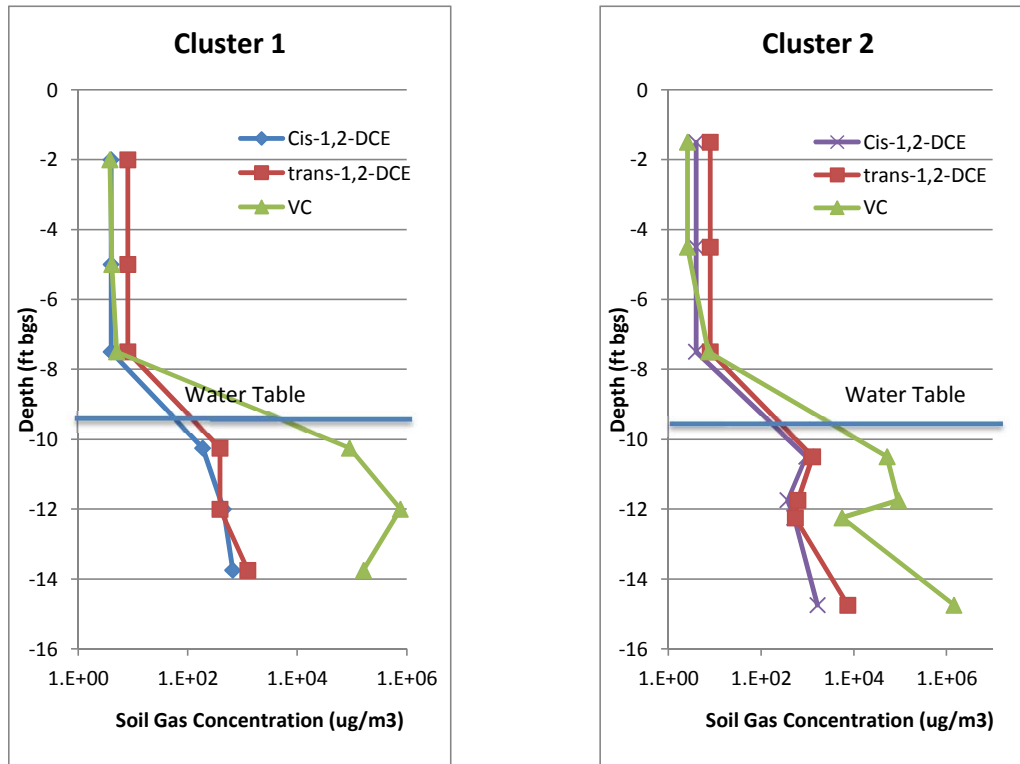 Cluster 1
0
-2
-4
-6
-8
-10
-12
-14
-16
Depth (ft bgs)
Cis-1,2-DCE
trans-1,2-DCE
VC
Water Table
1.E+00 1.E+02 1.E+04 1.E+06
Soil Gas Concentration (ug/m3)
Cluster 2
0
-2
-4
-6
-8
-10
-12
-14
-16
Depth (ft bgs)
Cis-1,2-DCE
trans-1,2-DCE
VC
Water Table
1.E+00 1.E+02 1.E+04 1.E+06
Soil Gas Concentration (ug/m3)